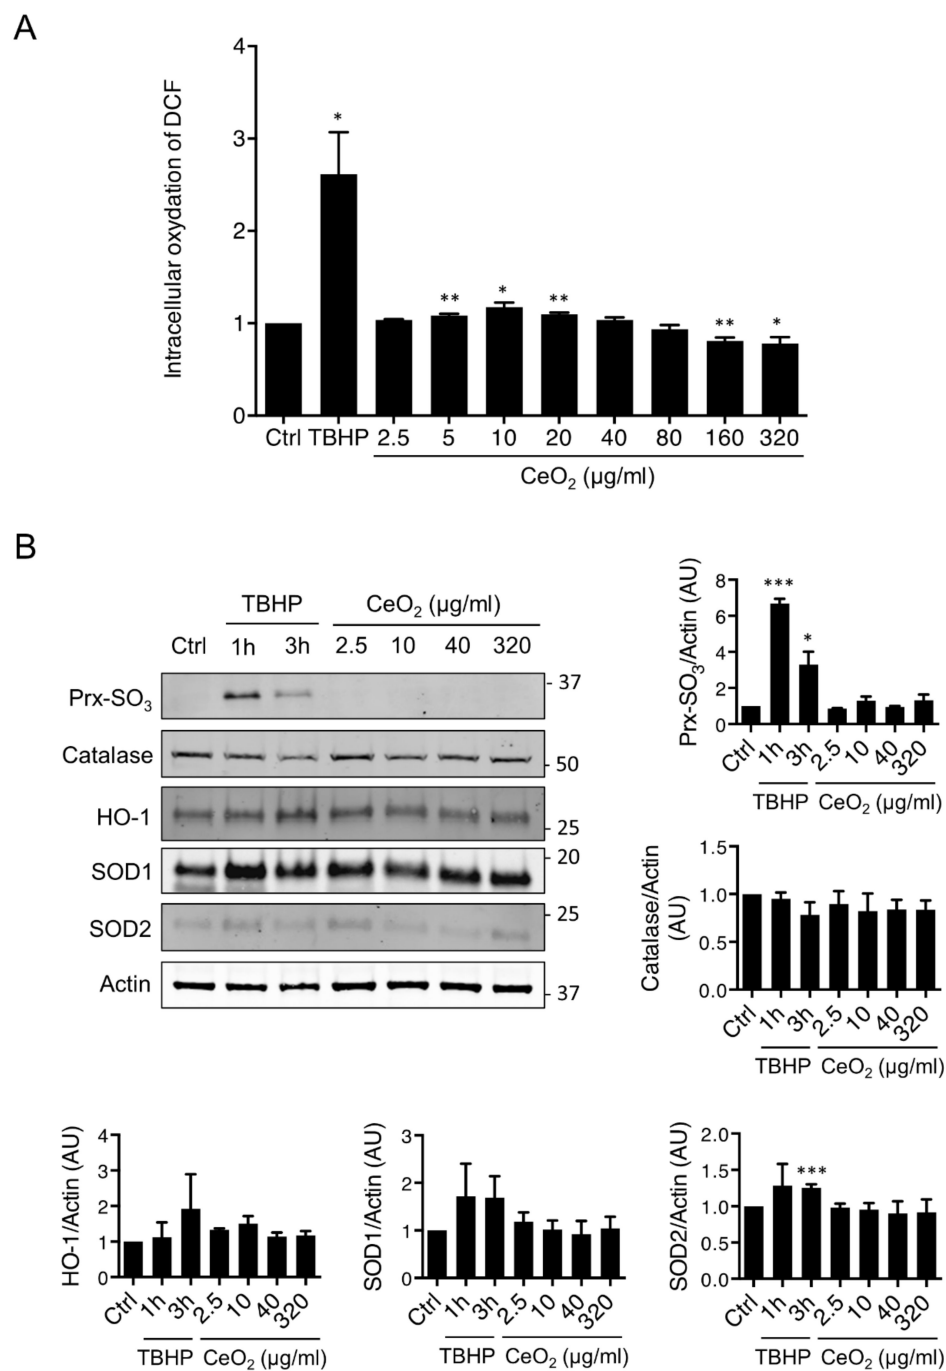 A
Intracellular oxydation of DCF
4
3
2
1
0
*
**
*
**
**
*
Ctrl TBHP 2.5 5 10 20 40 80 160 320
CeO₂ (µg/ml)
B
TBHP CeO₂ (µg/ml)
Ctrl 1h 3h 2.5 10 40 320
Prx-SO₃ - 37
Catalase - 50
HO-1 - 25
SOD1 - 20
SOD2 - 25
Actin - 37
Prx-SO₃/Actin (AU)
8
6
4
2
0
***
*
Ctrl 1h 3h 2.5 10 40 320
TBHP CeO₂ (µg/ml)
Catalase/Actin
(AU)
1.5
1.0
0.5
0.0
Ctrl 1h 3h 2.5 10 40 320
TBHP CeO₂ (µg/ml)
HO-1/Actin (AU)
4
3
2
1
0
Ctrl 1h 3h 2.5 10 40 320
TBHP CeO₂ (µg/ml)
SOD1/Actin (AU)
3
2
1
0
Ctrl 1h 3h 2.5 10 40 320
TBHP CeO₂ (µg/ml)
SOD2/Actin (AU)
2.0
1.5
1.0
0.5
0.0
***
Ctrl 1h 3h 2.5 10 40 320
TBHP CeO₂ (µg/ml)